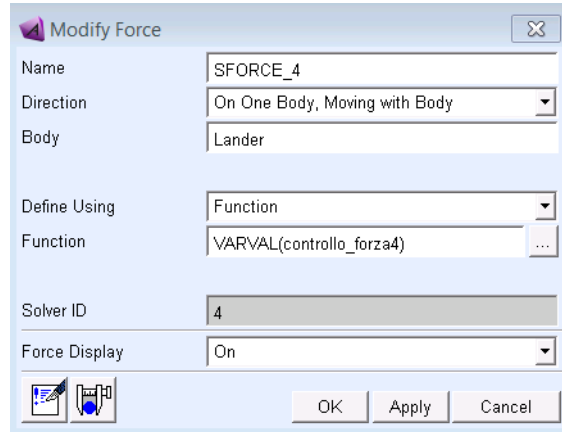 Modify Force
Name SFORCE_4
Direction On One Body, Moving with Body
Body Lander
Define Using Function
Function VARVAL(controllo_forza4) ...
Solver ID 4
Force Display On
OK Apply Cancel